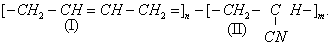 [−CH₂−CH=CH−CH₂=]ₙ−[−CH₂−C H−]ₘ.
(I) (II) |
CN